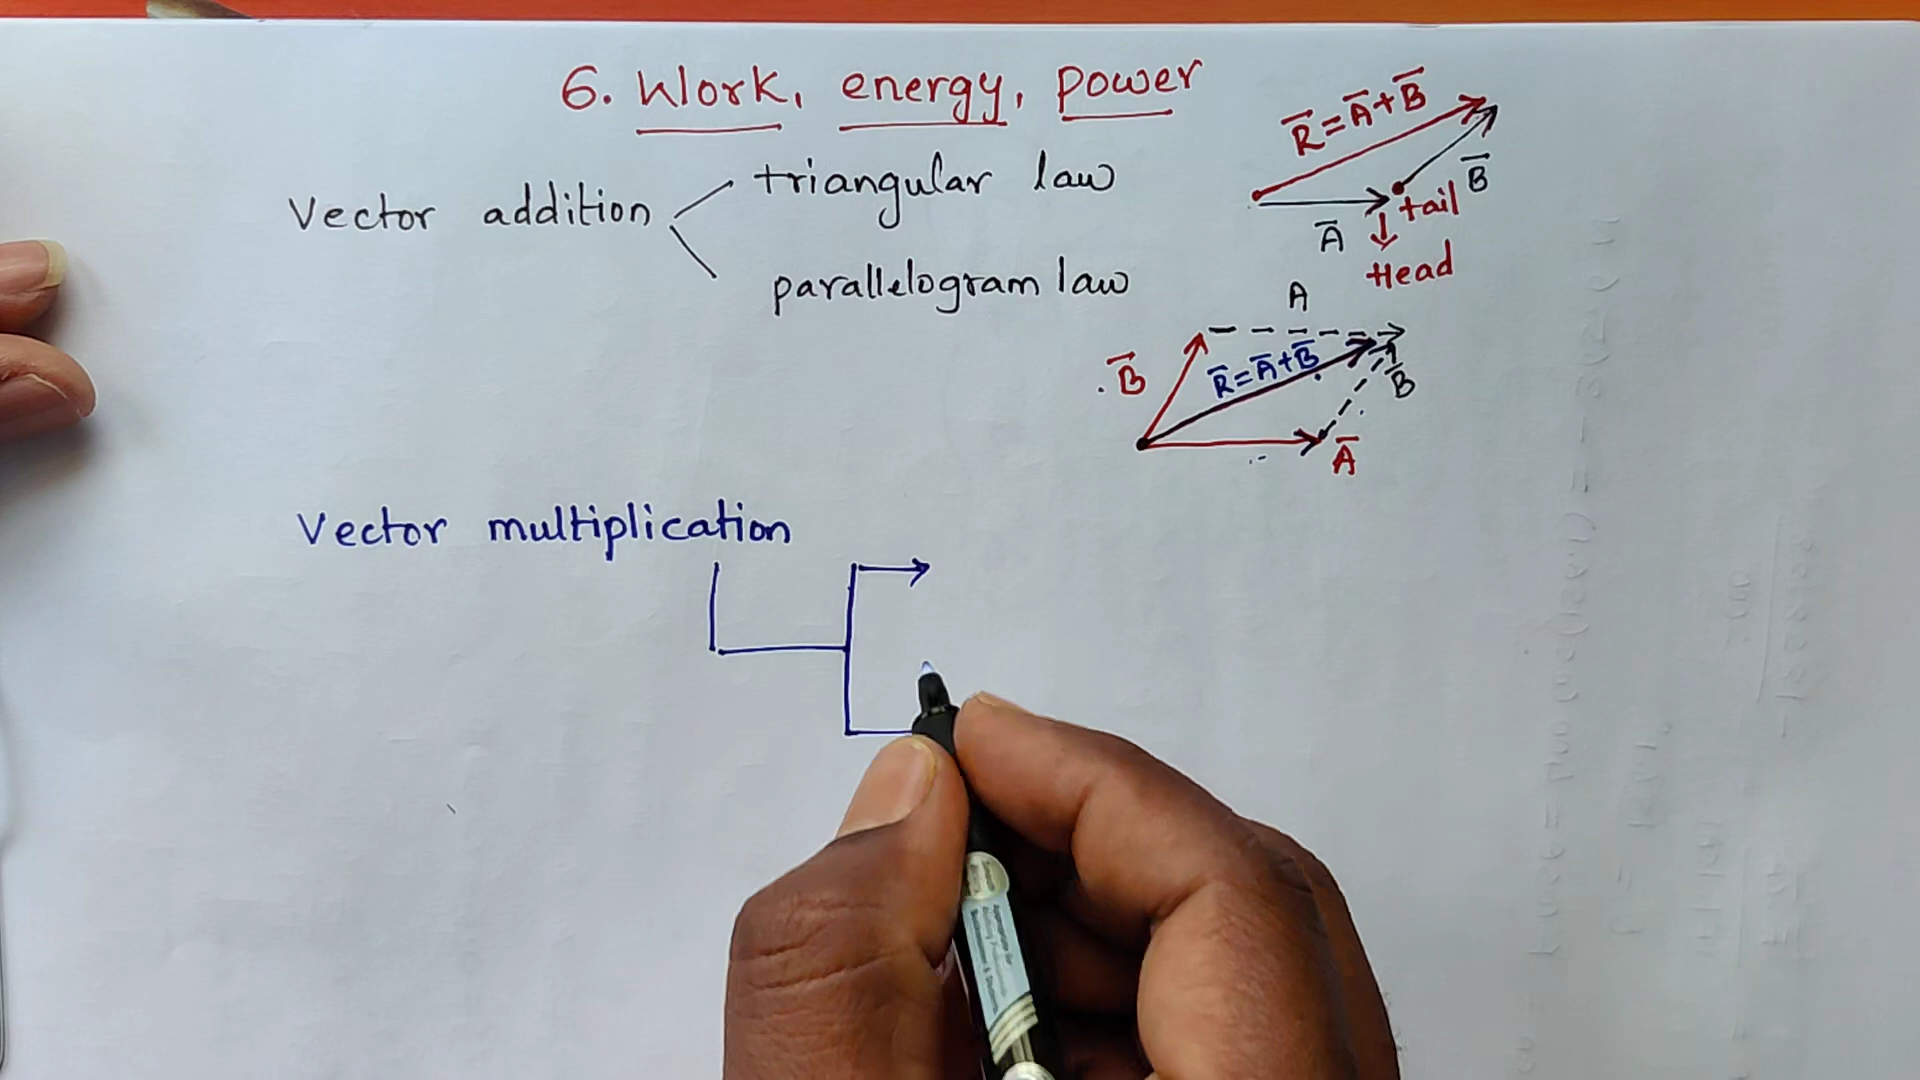 6. Work, energy, power
Vector addition
triangular law
parallelogram law
R̅ = A̅ + B̅
B̅
A̅
tail
↓
Head
A
B̅
R̅ = A̅ + B̅
B
A̅
Vector multiplication